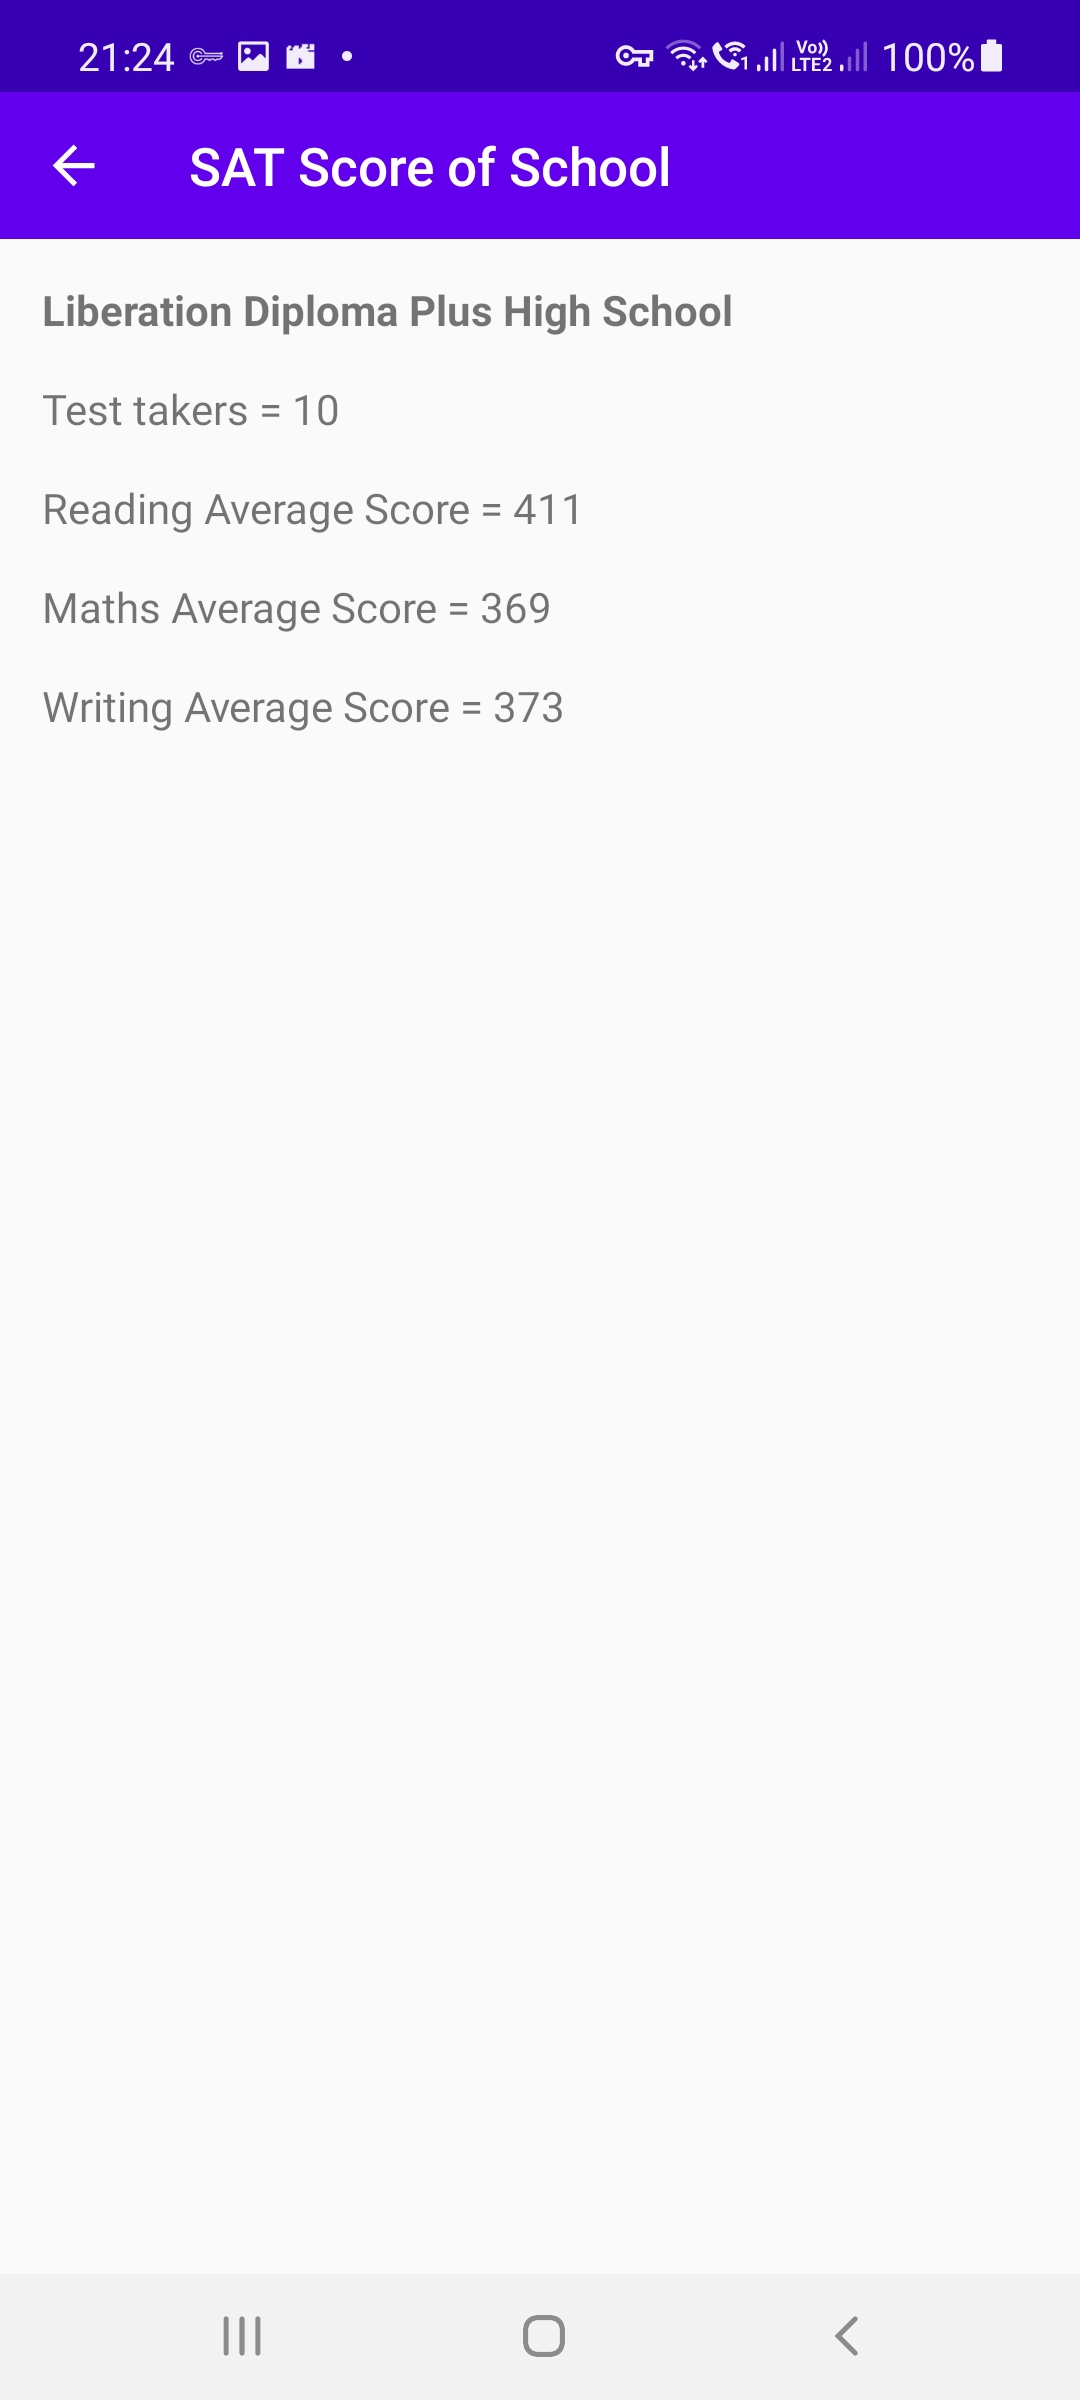 21:24 1 Vo)) LTE2 100%
SAT Score of School
Liberation Diploma Plus High School
Test takers = 10
Reading Average Score = 411
Maths Average Score = 369
Writing Average Score = 373